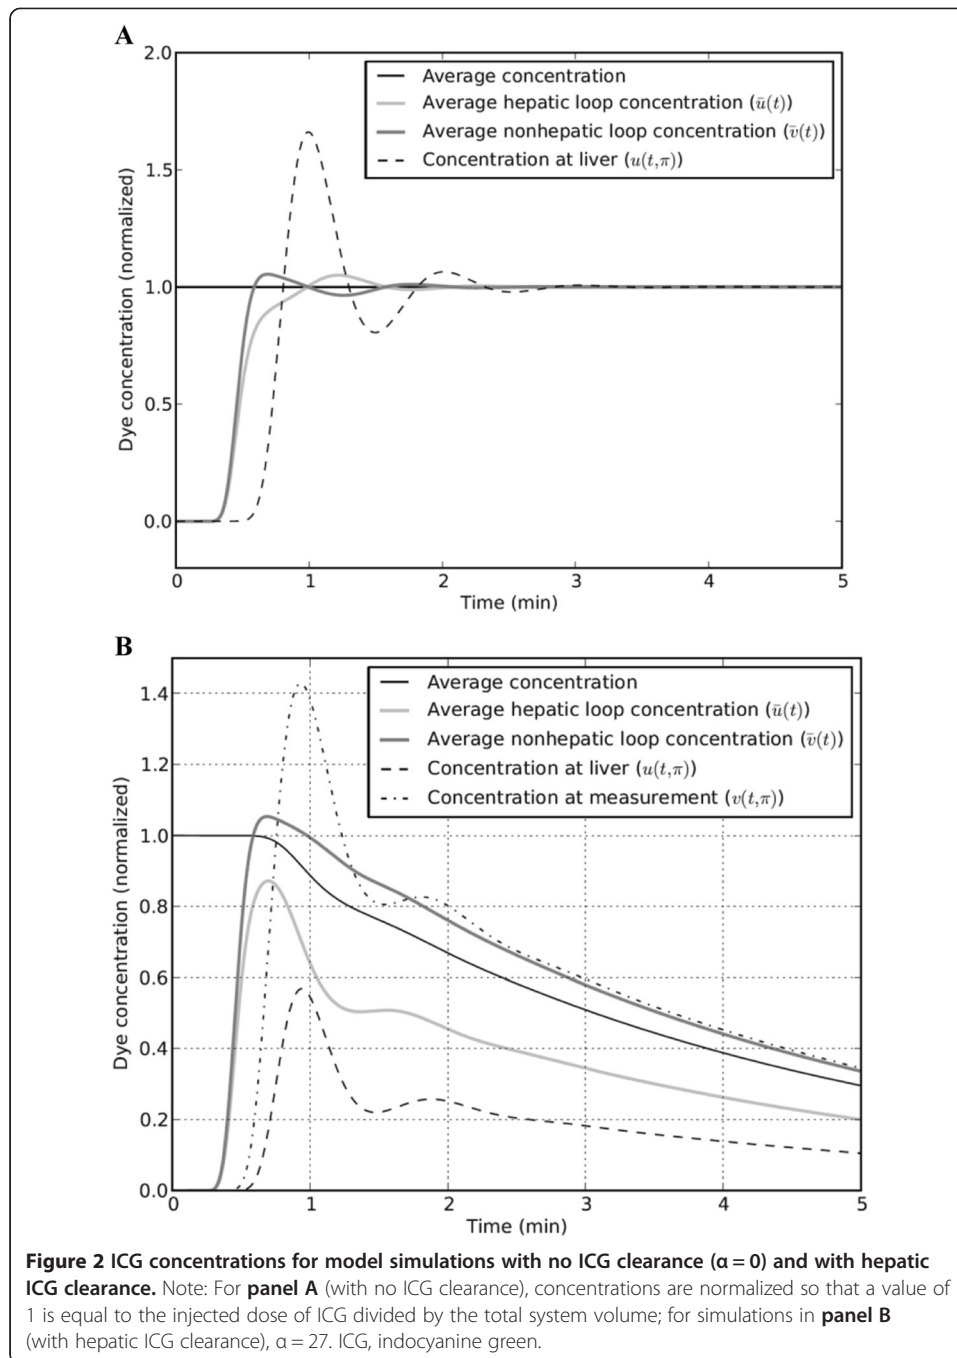 A
2.0
Average concentration
Average hepatic loop concentration (ū(t))
Average nonhepatic loop concentration (v̄(t))
Concentration at liver (u(t,π))
1.5
1.0
0.5
0.0
Dye concentration (normalized)
0 1 2 3 4 5
Time (min)
B
Average concentration
Average hepatic loop concentration (ū(t))
Average nonhepatic loop concentration (v̄(t))
Concentration at liver (u(t,π))
Concentration at measurement (v(t,π))
1.4
1.2
1.0
0.8
0.6
0.4
0.2
0.0
Dye concentration (normalized)
0 1 2 3 4 5
Time (min)
Figure 2 ICG concentrations for model simulations with no ICG clearance (α = 0) and with hepatic
ICG clearance. Note: For panel A (with no ICG clearance), concentrations are normalized so that a value of
1 is equal to the injected dose of ICG divided by the total system volume; for simulations in panel B
(with hepatic ICG clearance), α = 27. ICG, indocyanine green.